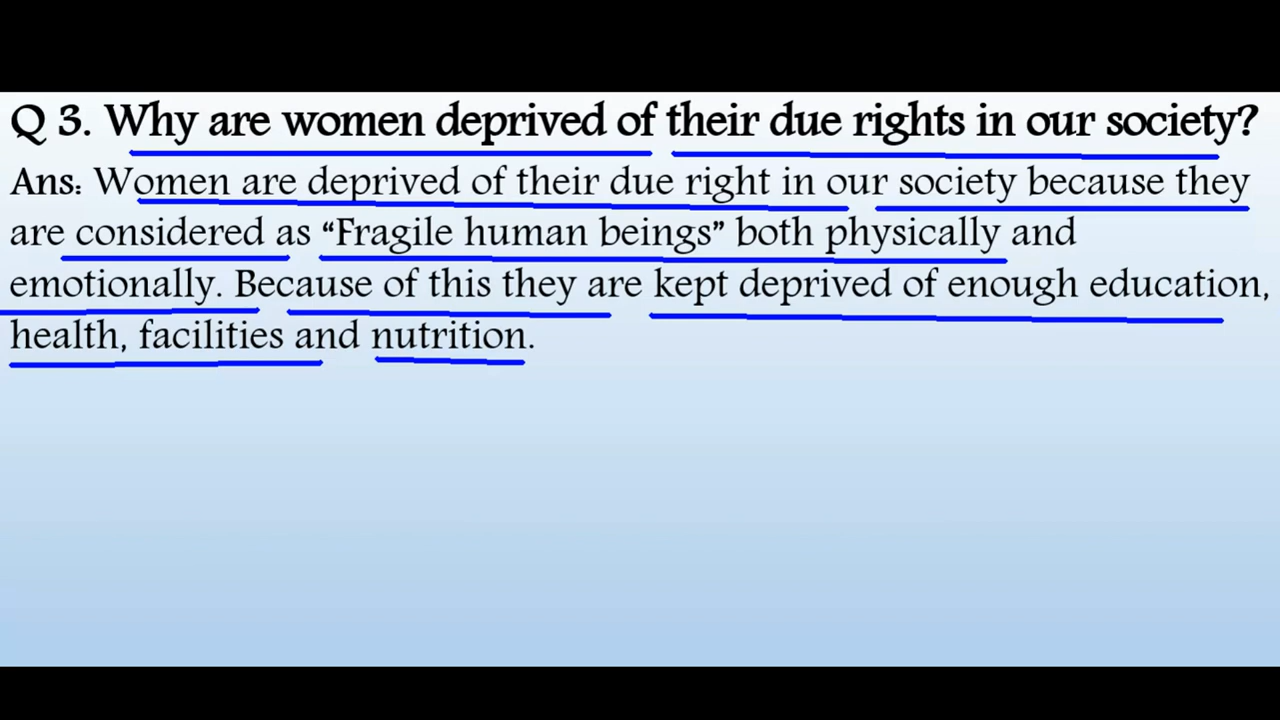 Q 3. Why are women deprived of their due rights in our society?
Ans: Women are deprived of their due right in our society because they
are considered as “Fragile human beings” both physically and
emotionally. Because of this they are kept deprived of enough education,
health, facilities and nutrition.